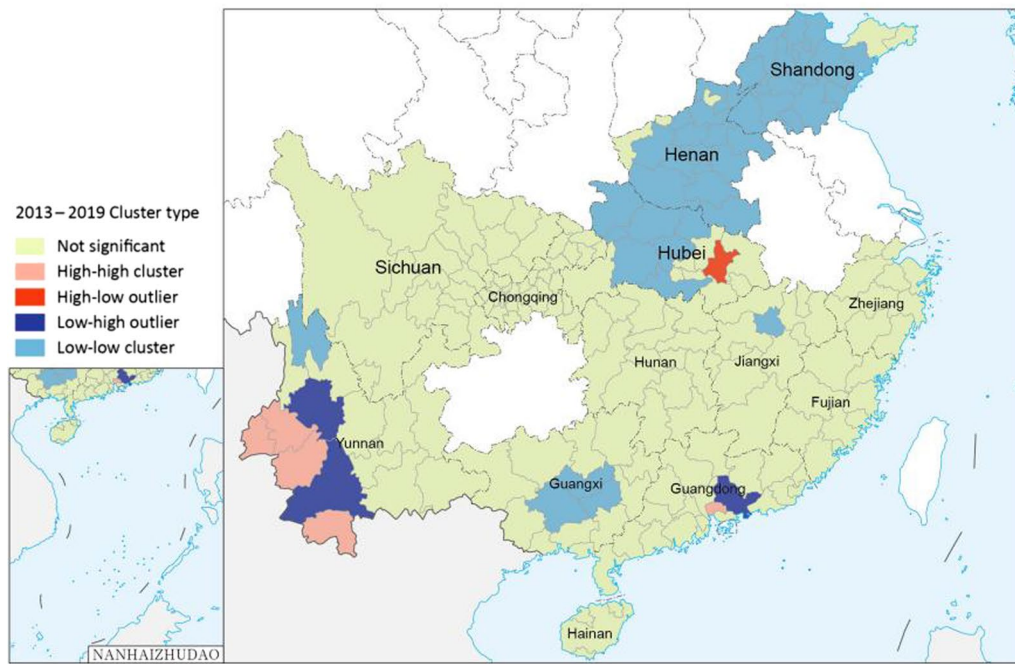 Shandong
Henan
Hubei
2013 – 2019 Cluster type
Not significant
High-high cluster
High-low outlier
Low-high outlier
Low-low cluster
Sichuan
Chongqing
Zhejiang
Hunan
Jiangxi
Fujian
Yunnan
Guangxi
Guangdong
Hainan
NANHAIZHUDAO